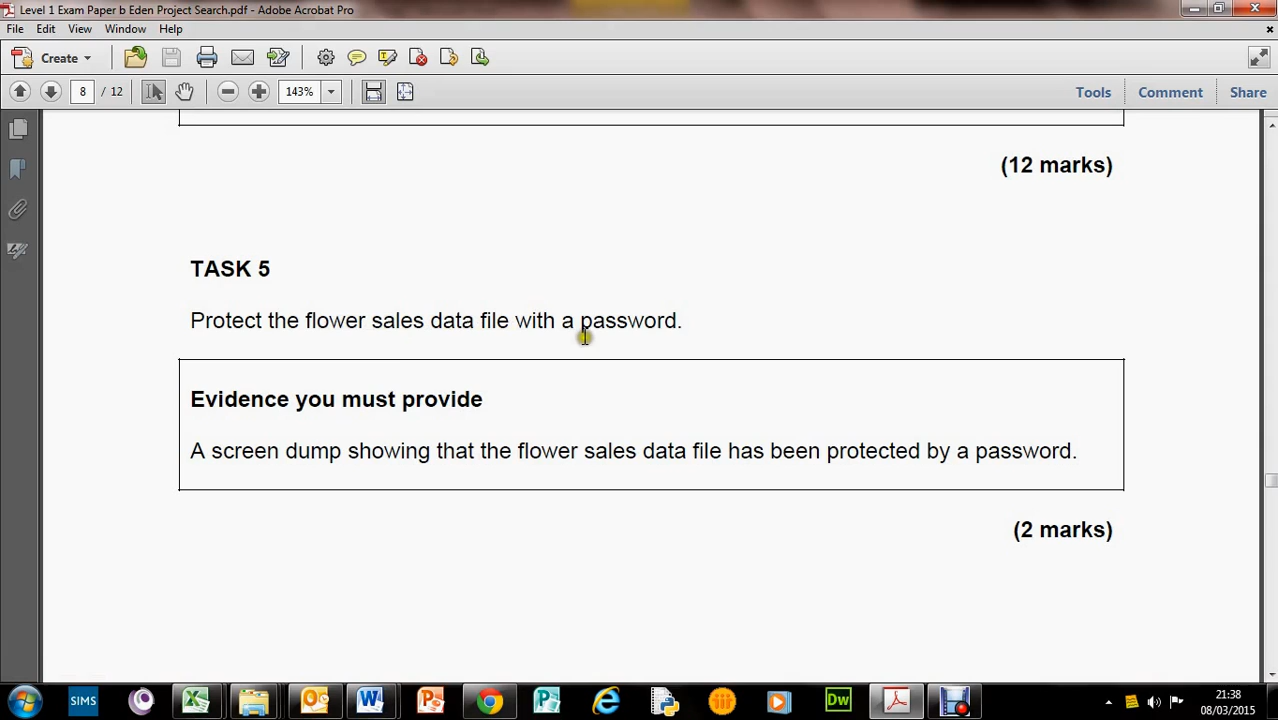 Level 1 Exam Paper b Eden Project Search.pdf - Adobe Acrobat Pro
File Edit View Window Help
Create
8 / 12 143% Tools Comment Share
(12 marks)
TASK 5
Protect the flower sales data file with a password.
Evidence you must provide
A screen dump showing that the flower sales data file has been protected by a password.
(2 marks)
SIMS
Dw
21:38
08/03/2015